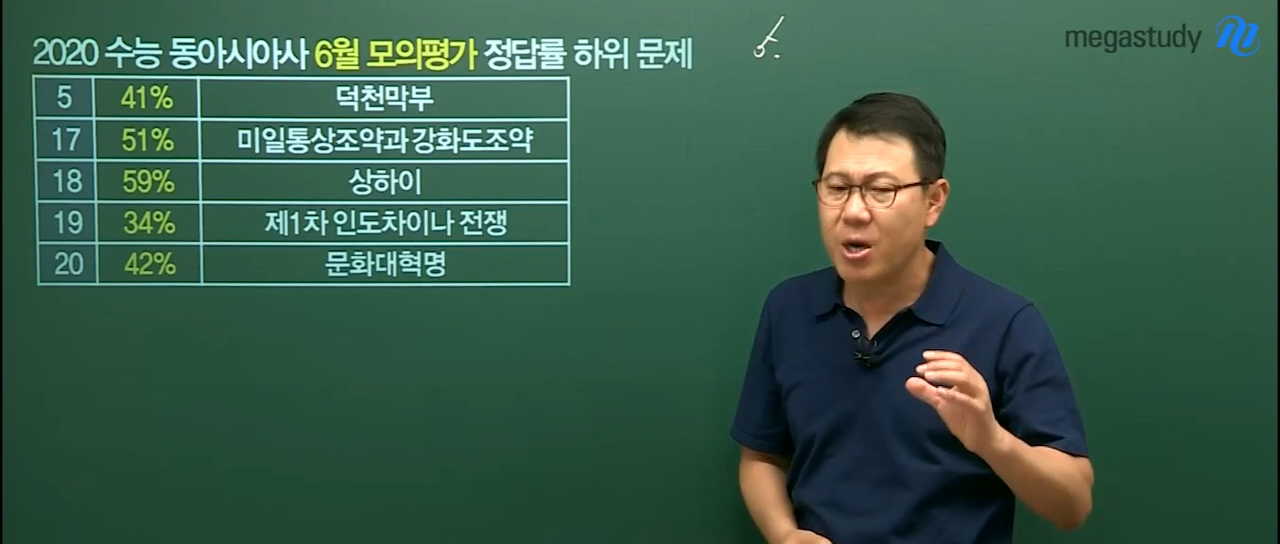 megastudy
2020 수능 동아시아사 6월 모의평가 정답률 하위 문제
5 41% 덕천막부
17 51% 미일통상조약과 강화도조약
18 59% 상하이
19 34% 제1차 인도차이나 전쟁
20 42% 문화대혁명